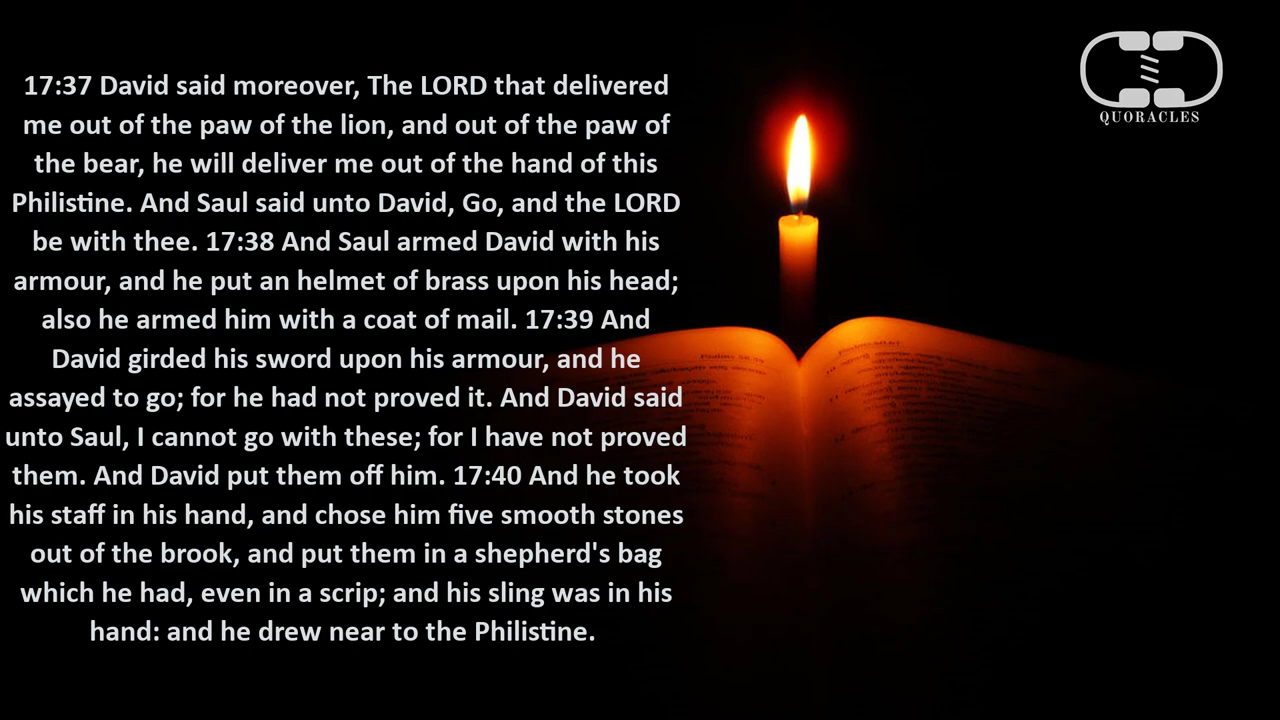 17:37 David said moreover, The LORD that delivered
me out of the paw of the lion, and out of the paw of
the bear, he will deliver me out of the hand of this
Philistine. And Saul said unto David, Go, and the LORD
be with thee. 17:38 And Saul armed David with his
armour, and he put an helmet of brass upon his head;
also he armed him with a coat of mail. 17:39 And
David girded his sword upon his armour, and he
assayed to go; for he had not proved it. And David said
unto Saul, I cannot go with these; for I have not proved
them. And David put them off him. 17:40 And he took
his staff in his hand, and chose him five smooth stones
out of the brook, and put them in a shepherd's bag
which he had, even in a scrip; and his sling was in his
hand: and he drew near to the Philistine.
QUORACLES